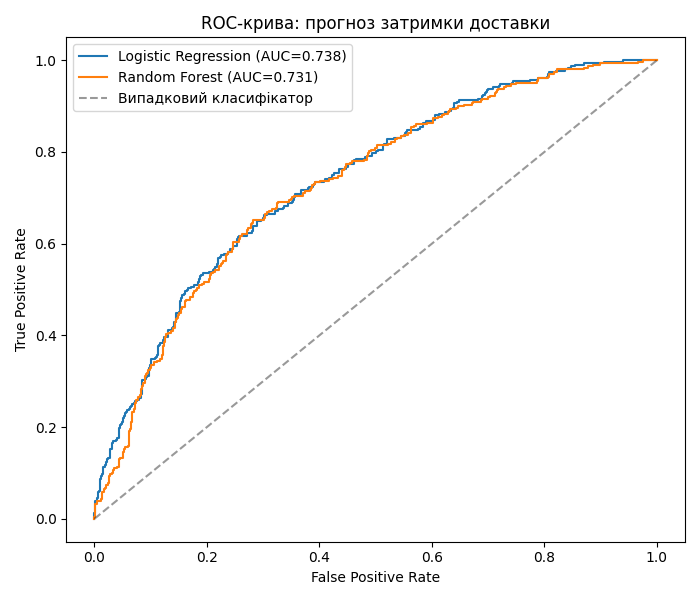 ROC-крива: прогноз затримки доставки
Logistic Regression (AUC=0.738)
Random Forest (AUC=0.731)
Випадковий класифікатор
True Positive Rate
1.0
0.8
0.6
0.4
0.2
0.0
0.0 0.2 0.4 0.6 0.8 1.0
False Positive Rate